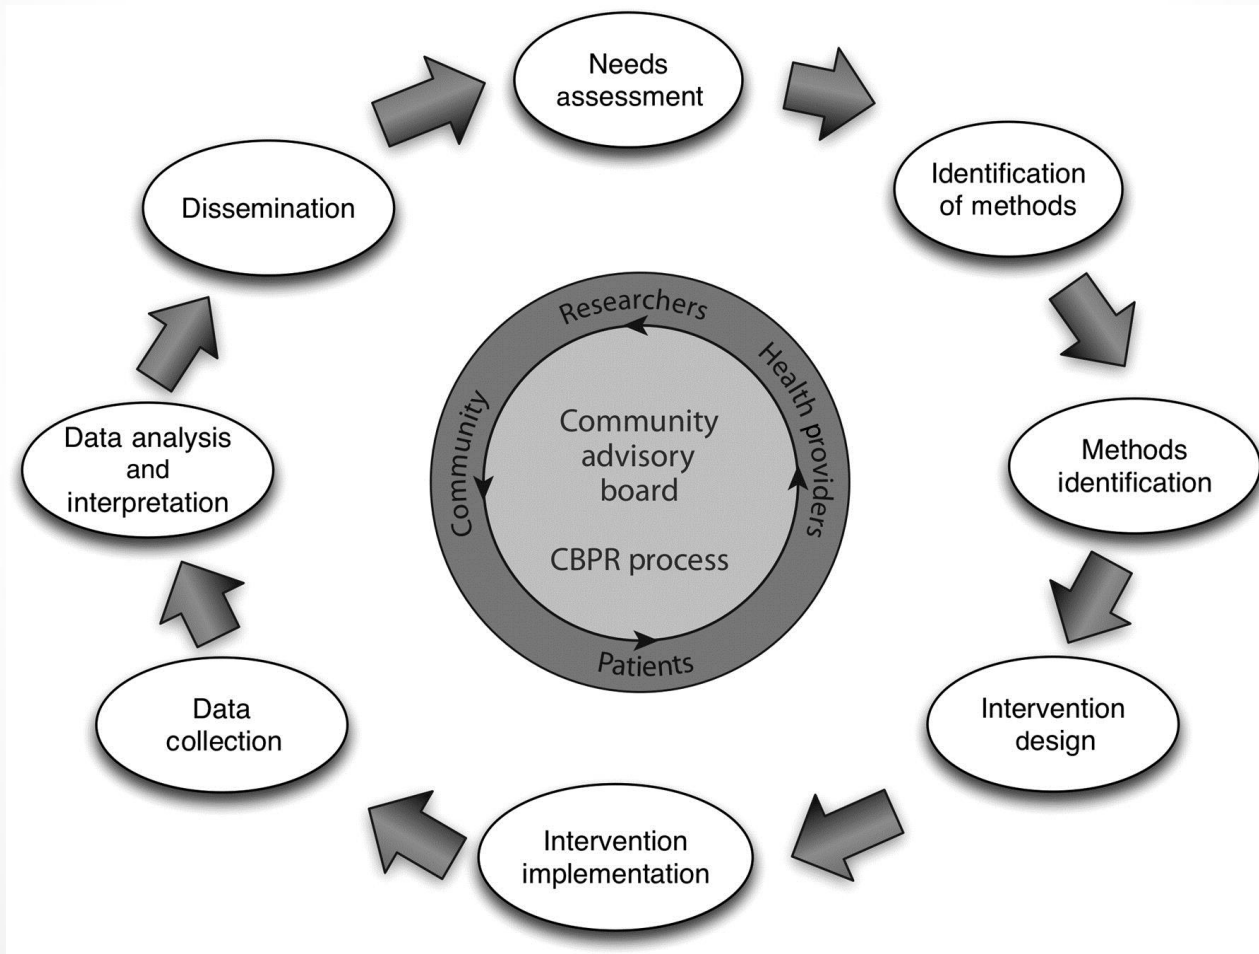 Needs
assessment
Identification
of methods
Methods
identification
Intervention
design
Intervention
implementation
Data
collection
Data analysis
and
interpretation
Dissemination
Researchers
Health providers
Patients
Community
Community
advisory
board
CBPR process